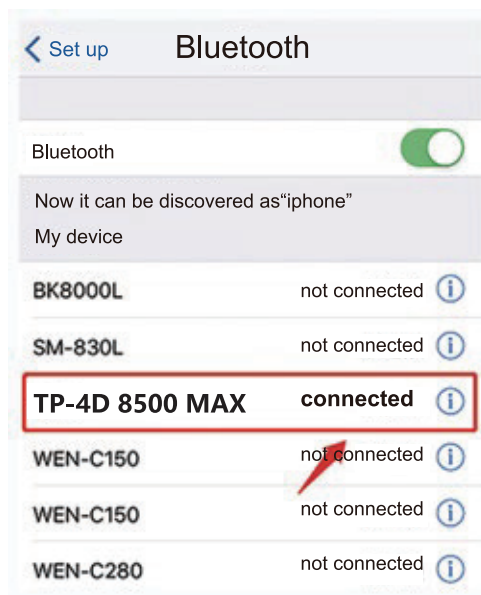 Set up Bluetooth
Bluetooth
Now it can be discovered as“iphone”
My device
BK8000L not connected
SM-830L not connected
TP-4D 8500 MAX connected
WEN-C150 not connected
WEN-C150 not connected
WEN-C280 not connected